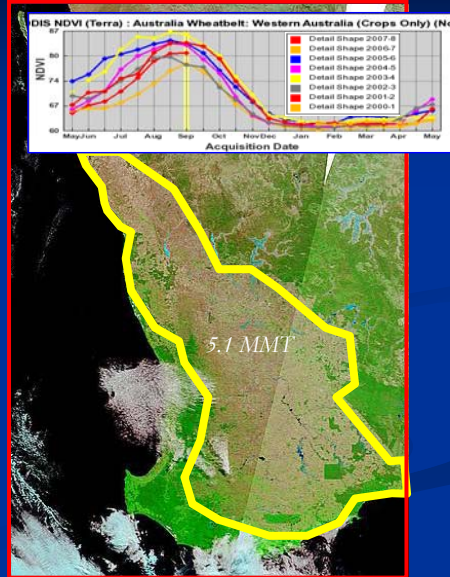 ODIS NDVI (Terra) : Australia Wheatbelt: Western Australia (Crops Only) (No
87
80
74
67
60
NDVI
Detail Shape 2007-8
Detail Shape 2006-7
Detail Shape 2005-6
Detail Shape 2004-5
Detail Shape 2003-4
Detail Shape 2002-3
Detail Shape 2001-2
Detail Shape 2000-1
May Jun Jul Aug Sep Oct Nov Dec Jan Feb Mar Apr May
Acquisition Date
5.1 MMT